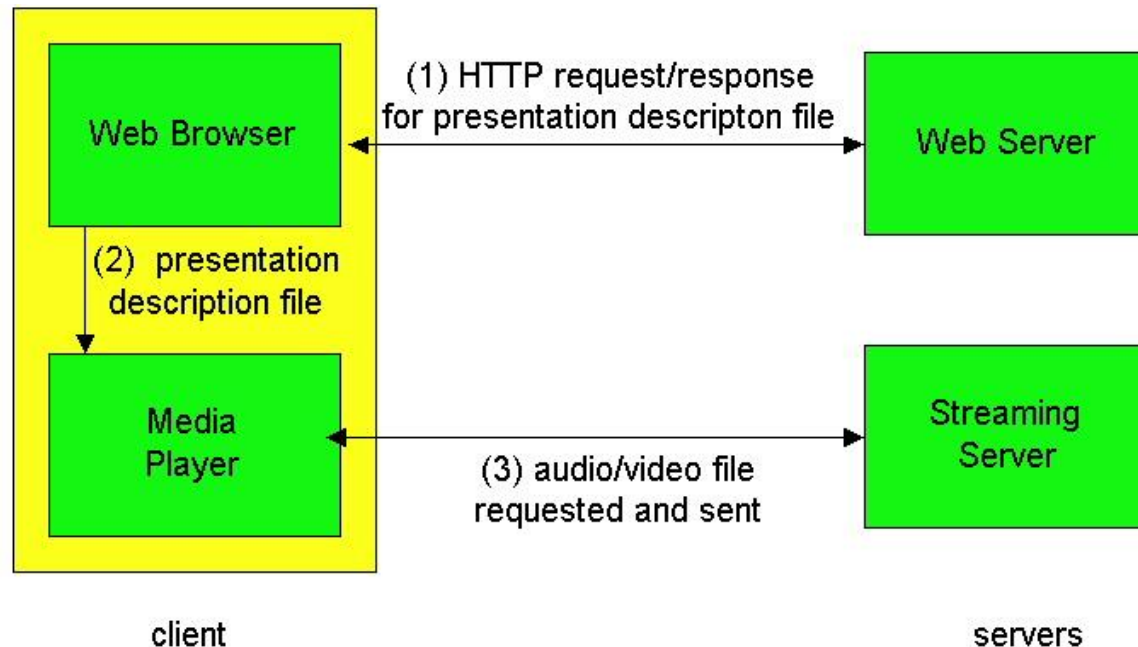 Web Browser
(1) HTTP request/response
for presentation descripton file
Web Server
(2) presentation
description file
Media
Player
(3) audio/video file
requested and sent
Streaming
Server
client
servers